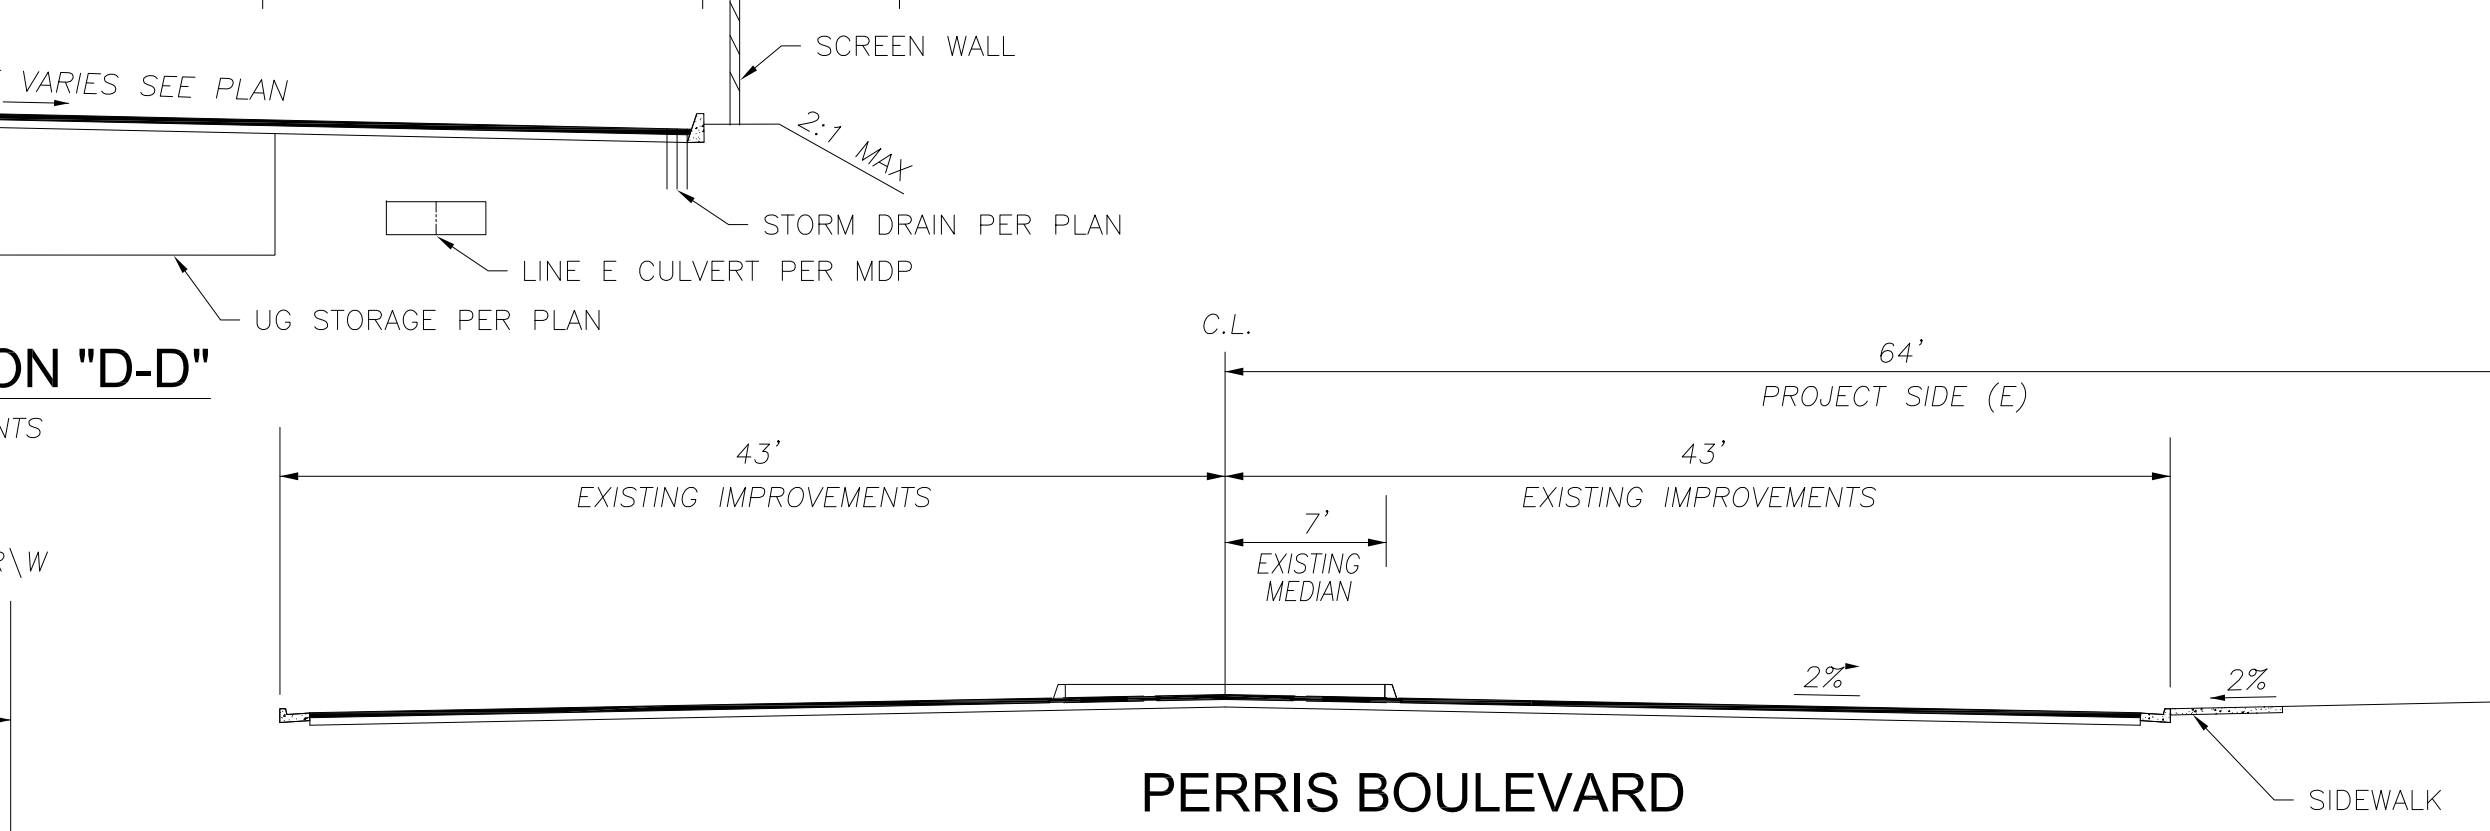 SCREEN WALL
VARIES SEE PLAN
2:1 MAX
STORM DRAIN PER PLAN
LINE E CULVERT PER MDP
UG STORAGE PER PLAN
ON "D-D"
NTS
R\W
C.L.
64'
PROJECT SIDE (E)
43'
EXISTING IMPROVEMENTS
43'
EXISTING IMPROVEMENTS
7'
EXISTING
MEDIAN
2%
2%
PERRIS BOULEVARD
SIDEWALK